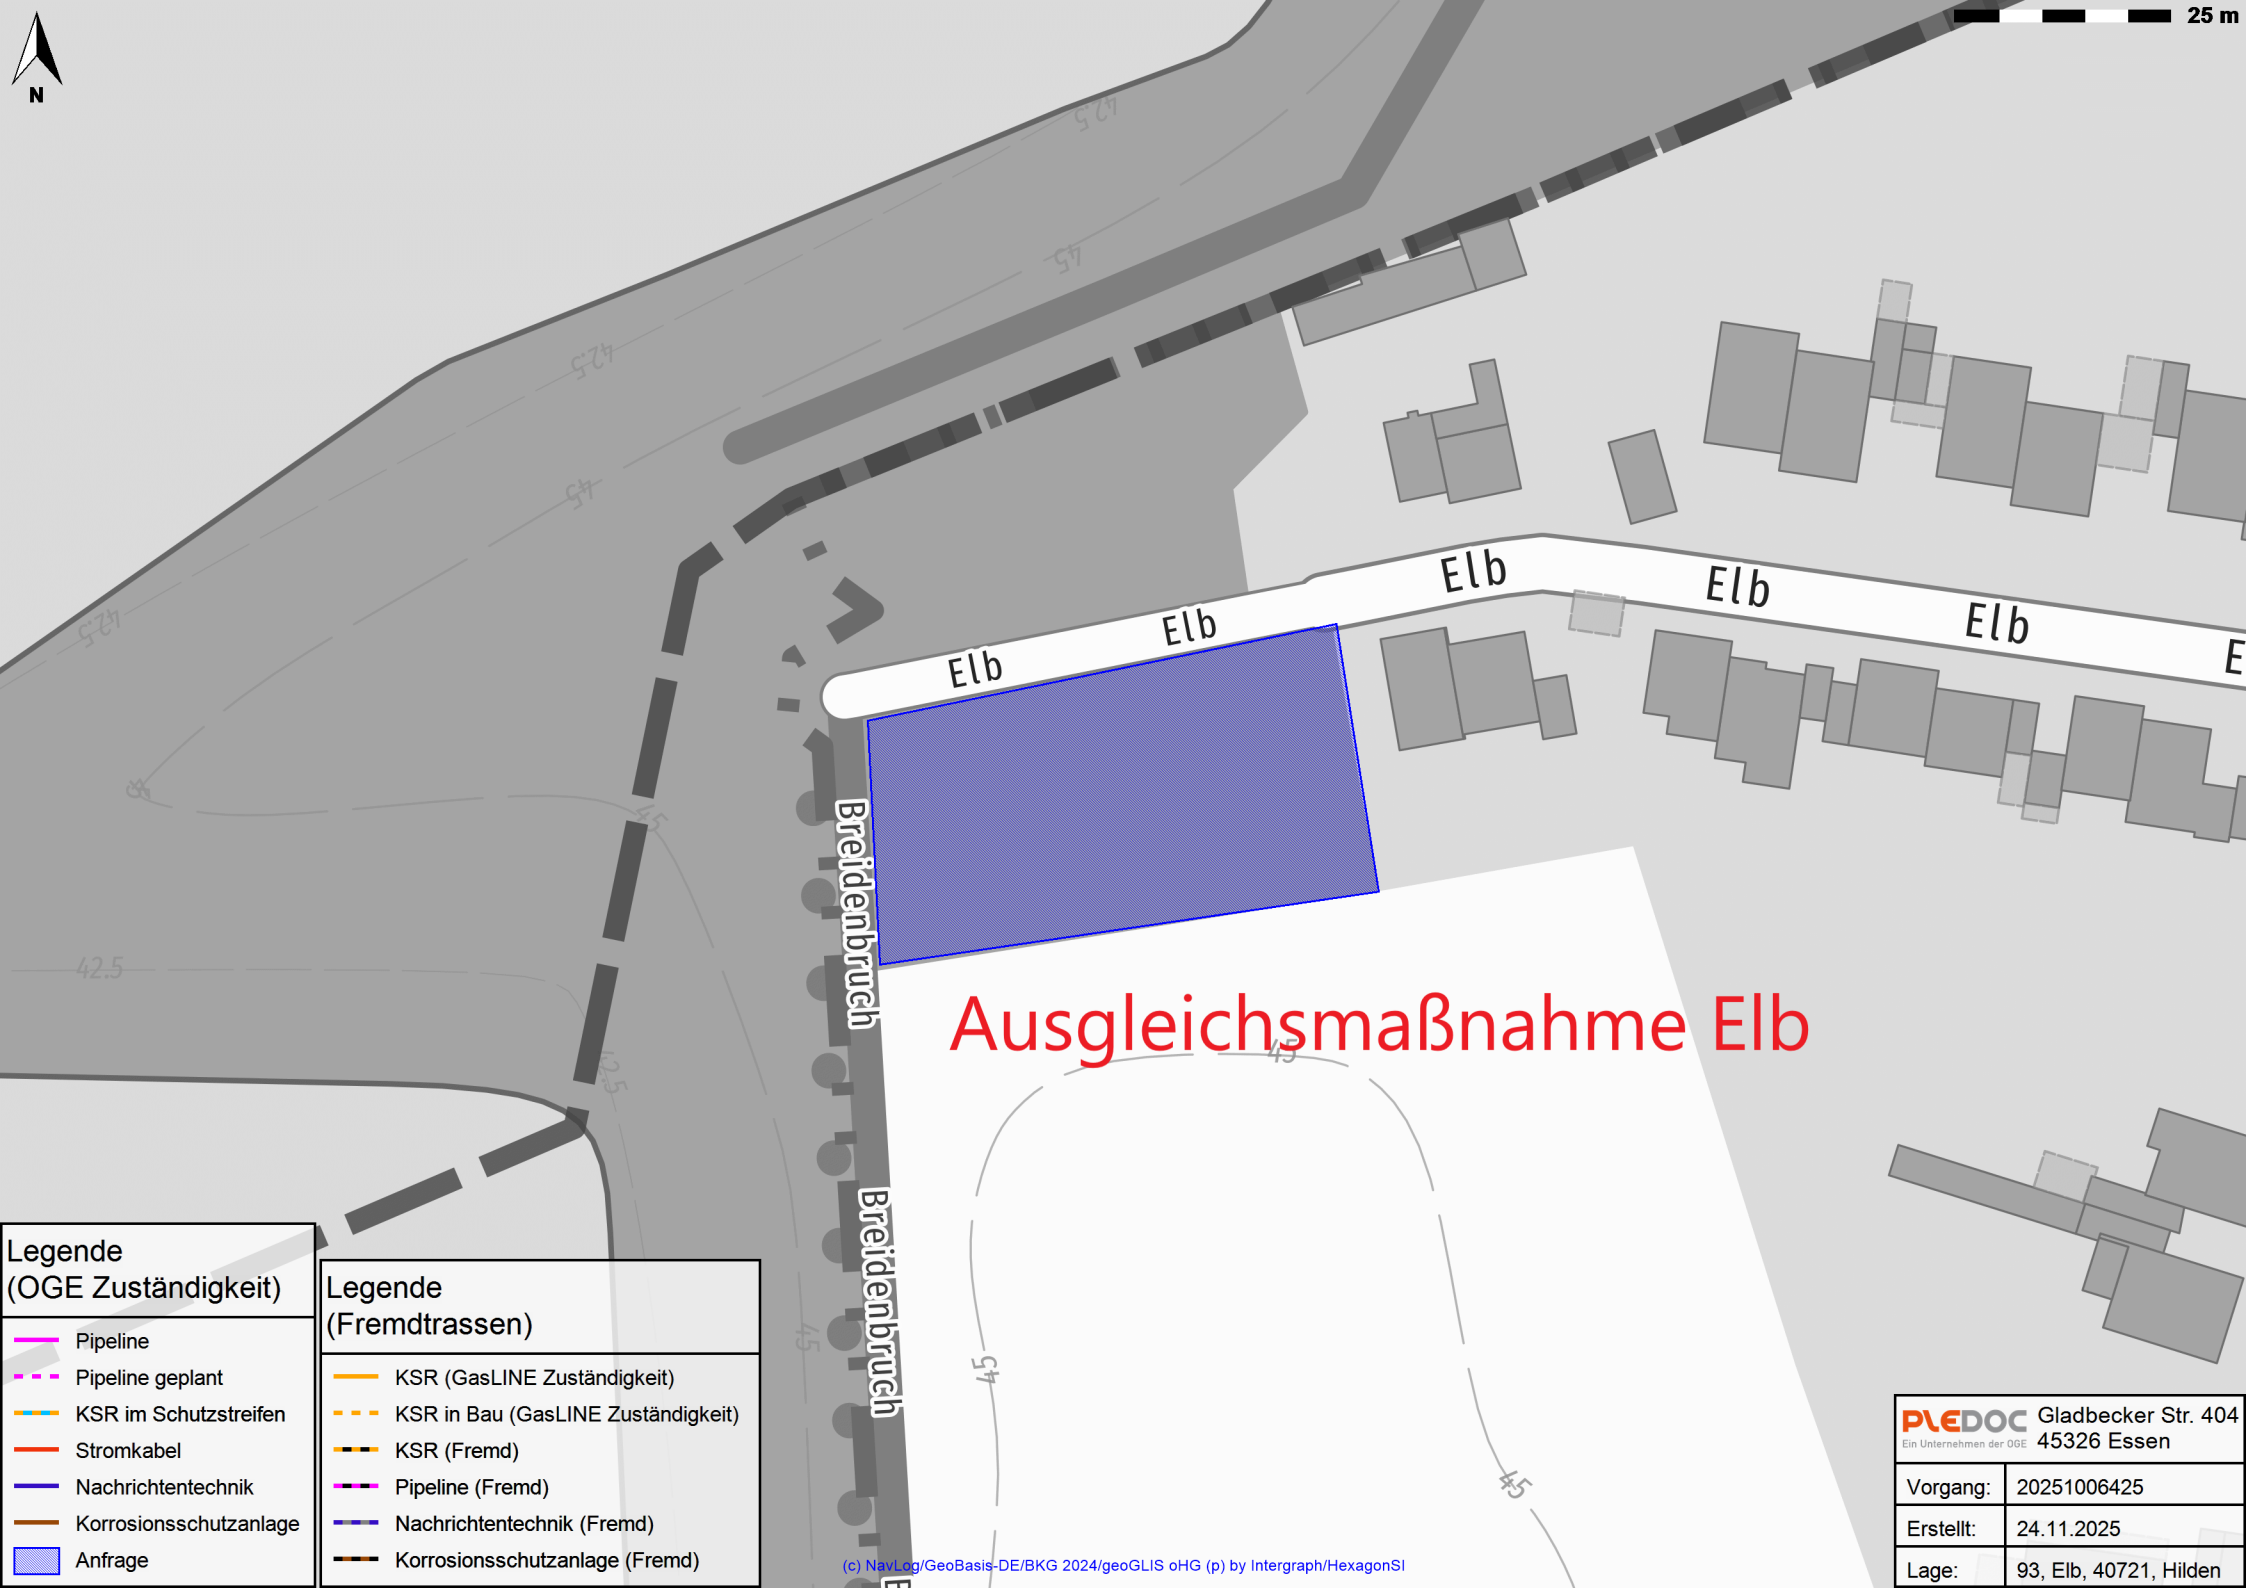 N
25 m
42.5
45
42.5
45
42.5
45
45
42.5
42.5
45
45
45
45
Elb
Elb
Elb
Elb
Elb
E
Breidenbruch
Breidenbruch
Ausgleichsmaßnahme Elb
Legende
(OGE Zuständigkeit)
Pipeline
Pipeline geplant
KSR im Schutzstreifen
Stromkabel
Nachrichtentechnik
Korrosionsschutzanlage
Anfrage
Legende
(Fremdtrassen)
KSR (GasLINE Zuständigkeit)
KSR in Bau (GasLINE Zuständigkeit)
KSR (Fremd)
Pipeline (Fremd)
Nachrichtentechnik (Fremd)
Korrosionsschutzanlage (Fremd)
(c) NavLog/GeoBasis-DE/BKG 2024/geoGLIS oHG (p) by Intergraph/HexagonSI
PLEDOC
Ein Unternehmen der OGE
Gladbecker Str. 404
45326 Essen
Vorgang: 20251006425
Erstellt: 24.11.2025
Lage: 93, Elb, 40721, Hilden